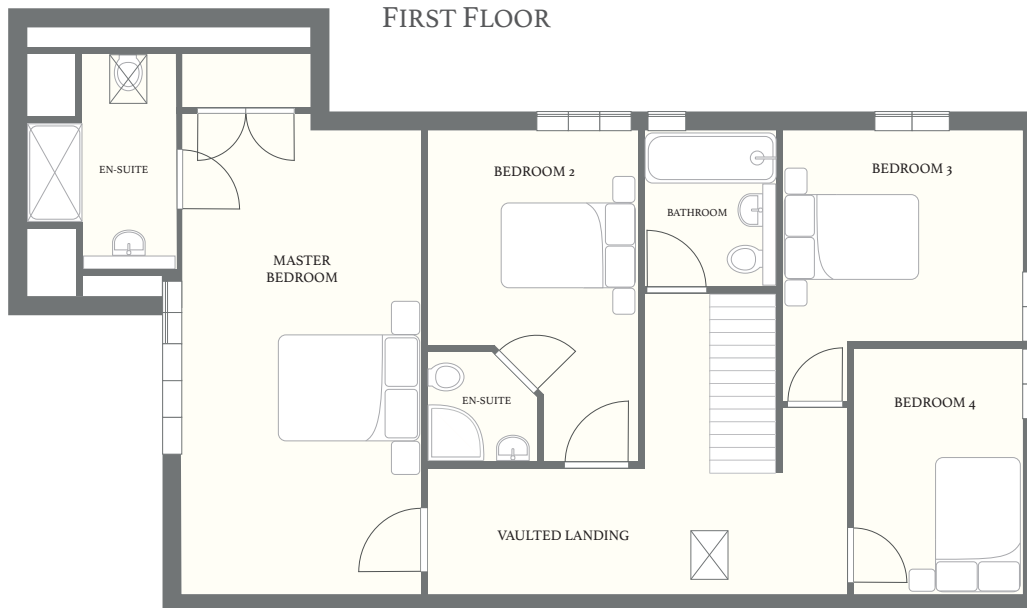 First Floor
EN-SUITE
BEDROOM 2
BEDROOM 3
BATHROOM
MASTER
BEDROOM
EN-SUITE
BEDROOM 4
VAULTED LANDING